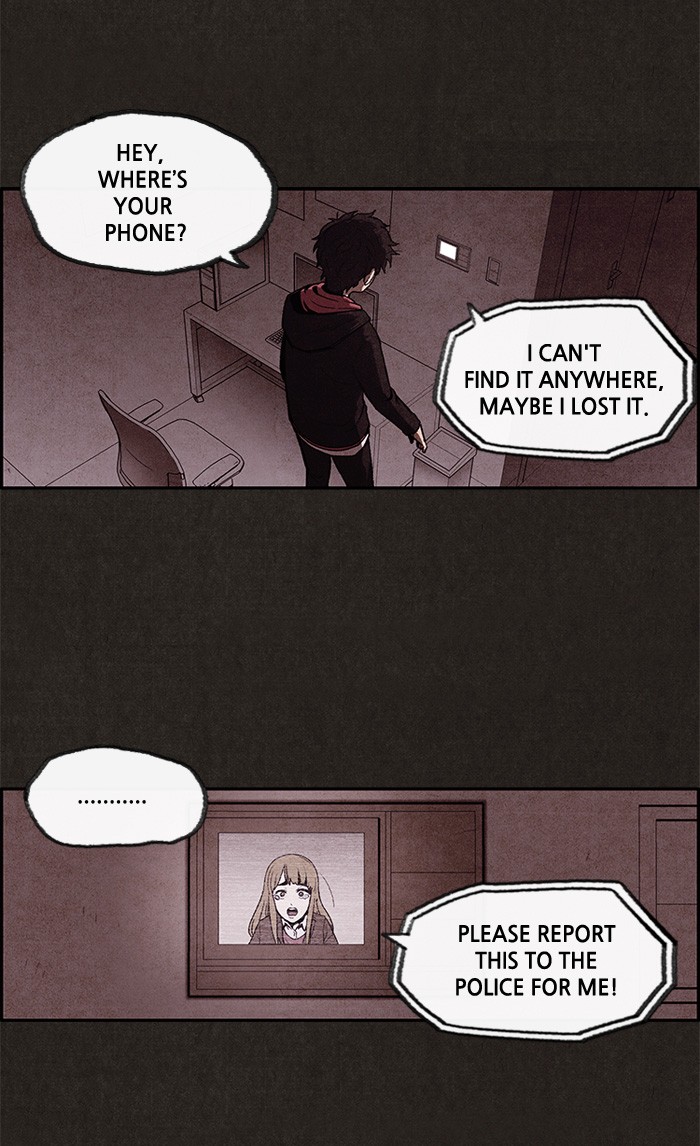 HEY,
WHERE'S
YOUR
PHONE?
I CAN'T
FIND IT ANYWHERE,
MAYBE I LOST IT.
...........
PLEASE REPORT
THIS TO THE
POLICE FOR ME!